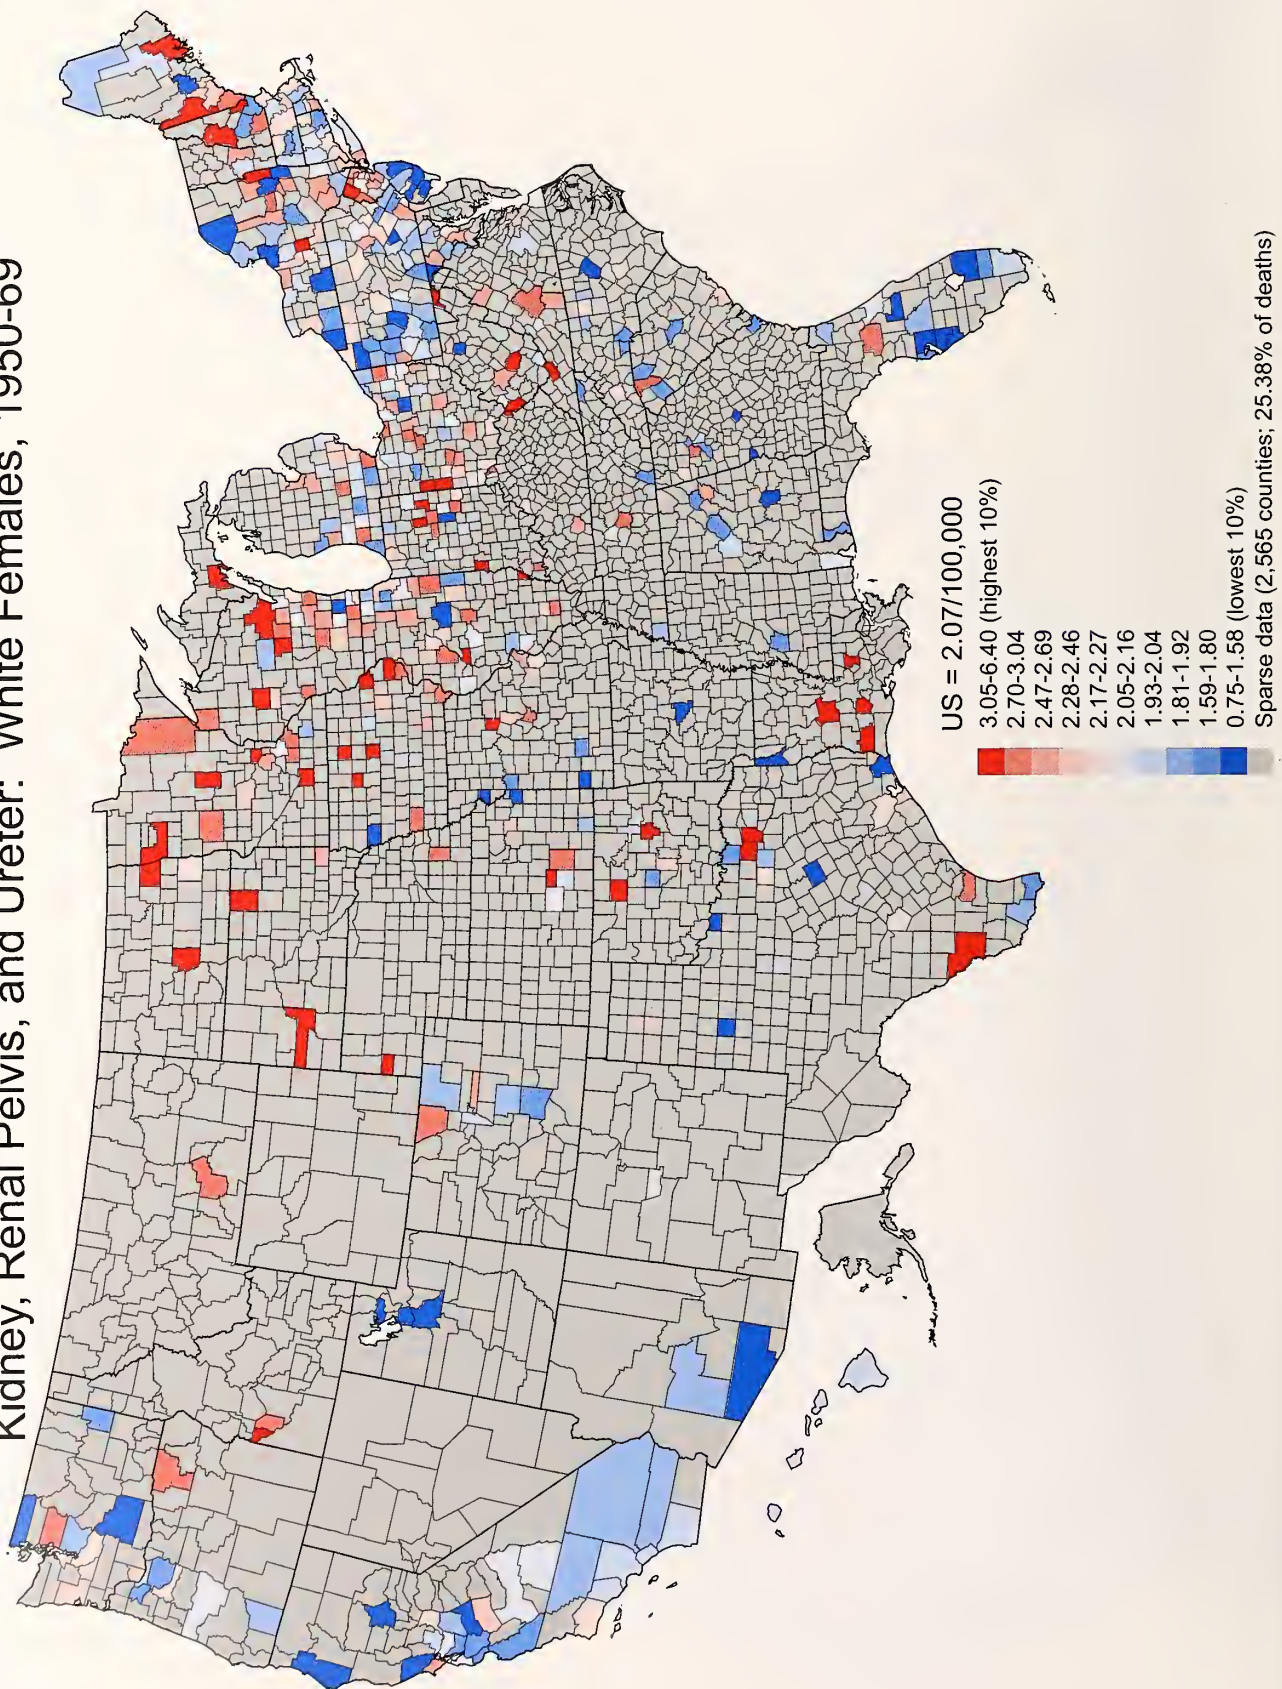 Kidney, Renal Pelvis, and Ureter: White Females, 1950-69
US = 2.07/100,000
3.05-6.40 (highest 10%)
2.70-3.04
2.47-2.69
2.28-2.46
2.17-2.27
2.05-2.16
1.93-2.04
1.81-1.92
1.59-1.80
0.75-1.58 (lowest 10%)
Sparse data (2,565 counties; 25.38% of deaths)